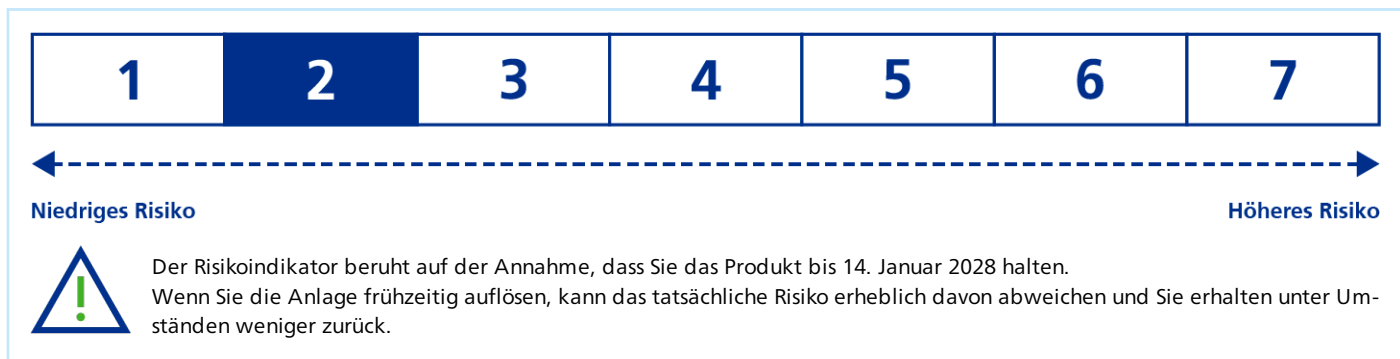 1 2 3 4 5 6 7
Niedriges Risiko Höheres Risiko
Der Risikoindikator beruht auf der Annahme, dass Sie das Produkt bis 14. Januar 2028 halten.
Wenn Sie die Anlage frühzeitig auflösen, kann das tatsächliche Risiko erheblich davon abweichen und Sie erhalten unter Um-
ständen weniger zurück.